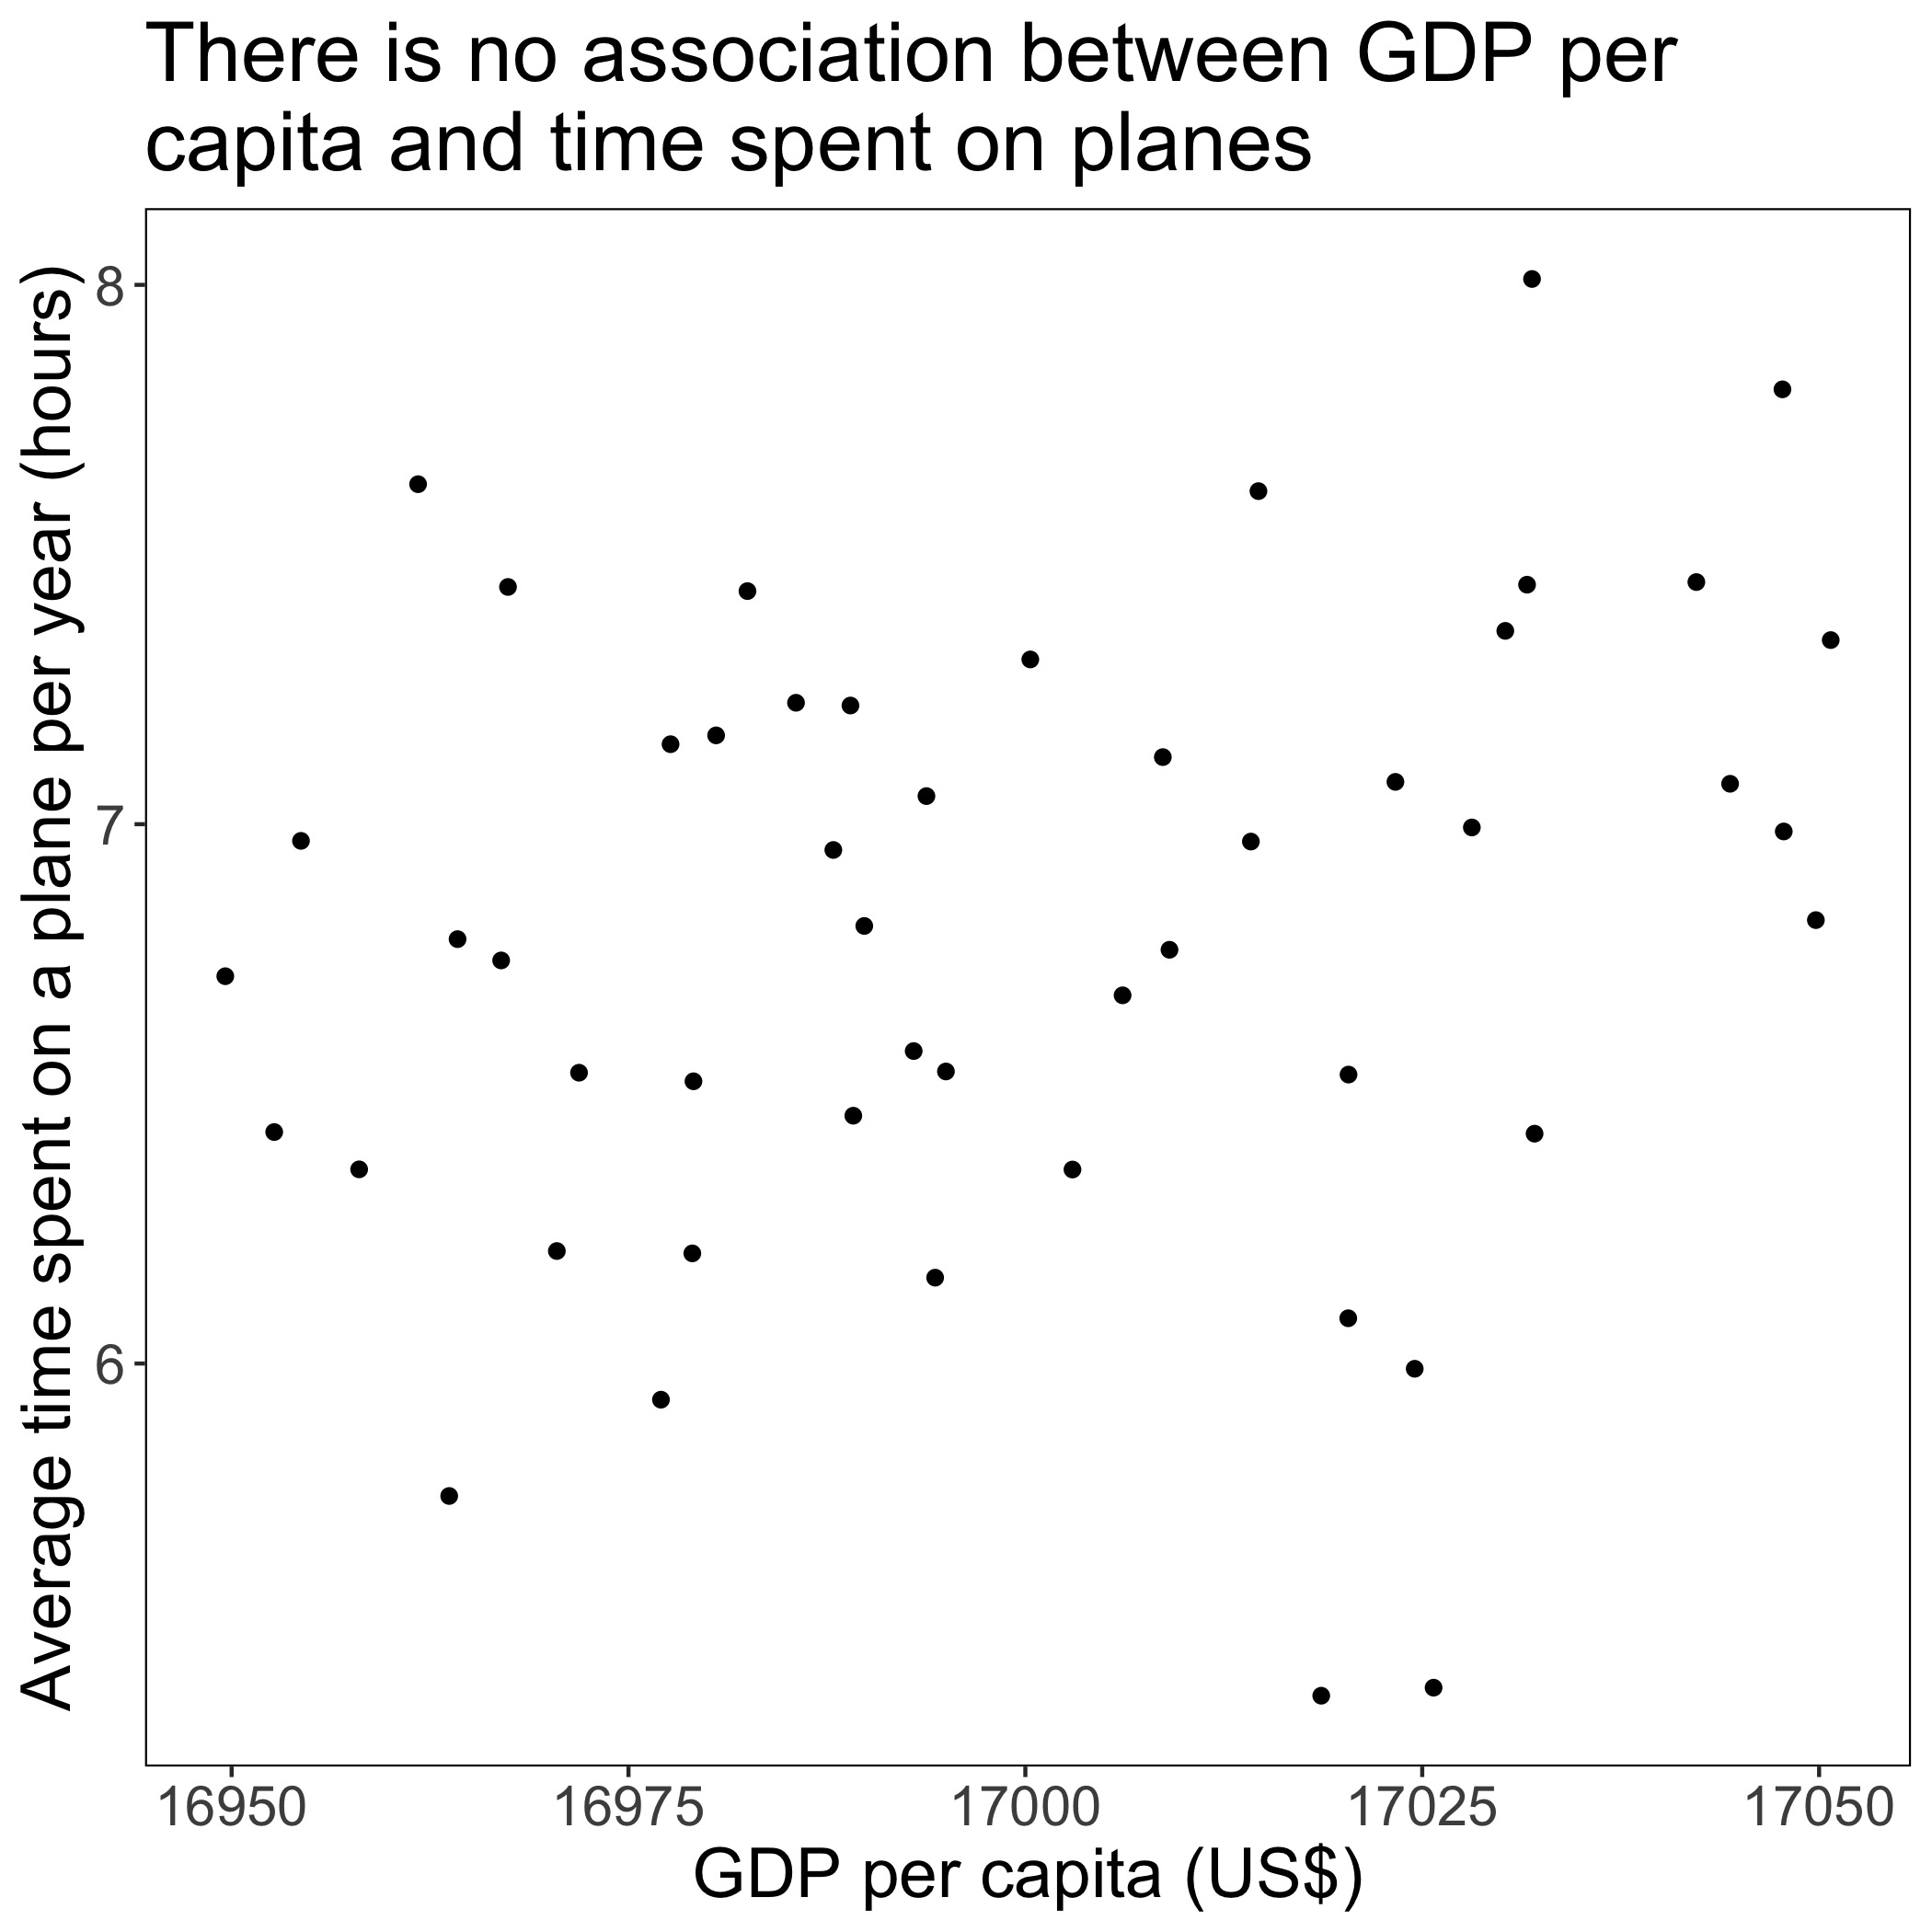 There is no association between GDP per
capita and time spent on planes
Average time spent on a plane per year (hours)
8
7
6
16950
16975
17000
17025
17050
GDP per capita (US$)